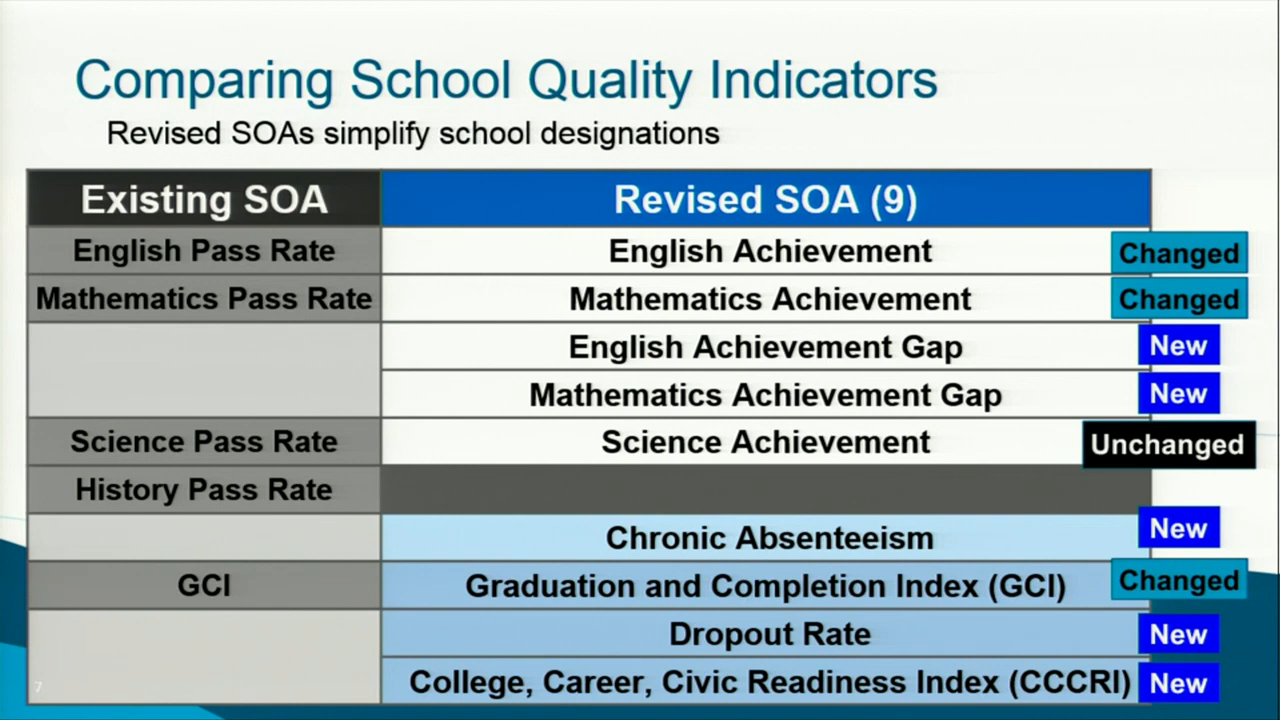 Comparing School Quality Indicators
Revised SOAs simplify school designations
Existing SOA
Revised SOA (9)
English Pass Rate
English Achievement
Changed
Mathematics Pass Rate
Mathematics Achievement
Changed
English Achievement Gap
New
Mathematics Achievement Gap
New
Science Pass Rate
Science Achievement
Unchanged
History Pass Rate
Chronic Absenteeism
New
GCI
Graduation and Completion Index (GCI)
Changed
Dropout Rate
New
College, Career, Civic Readiness Index (CCCRI)
New
7